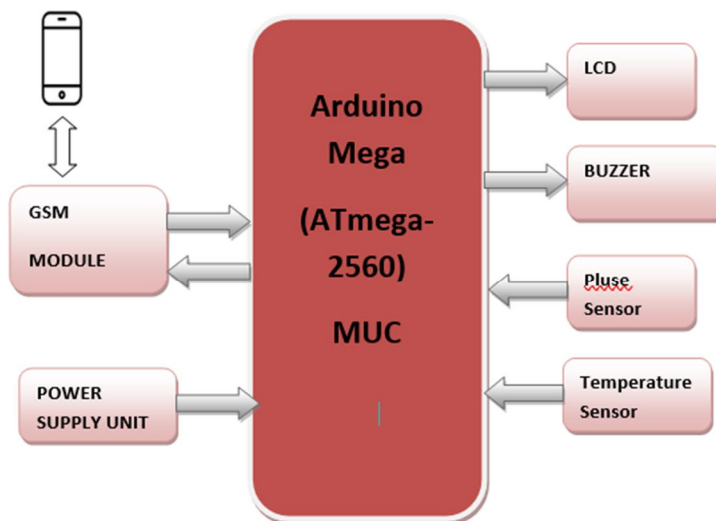 GSM
MODULE
POWER
SUPPLY UNIT
Arduino
Mega
(ATmega-
2560)
MUC
LCD
BUZZER
Pluse
Sensor
Temperature
Sensor